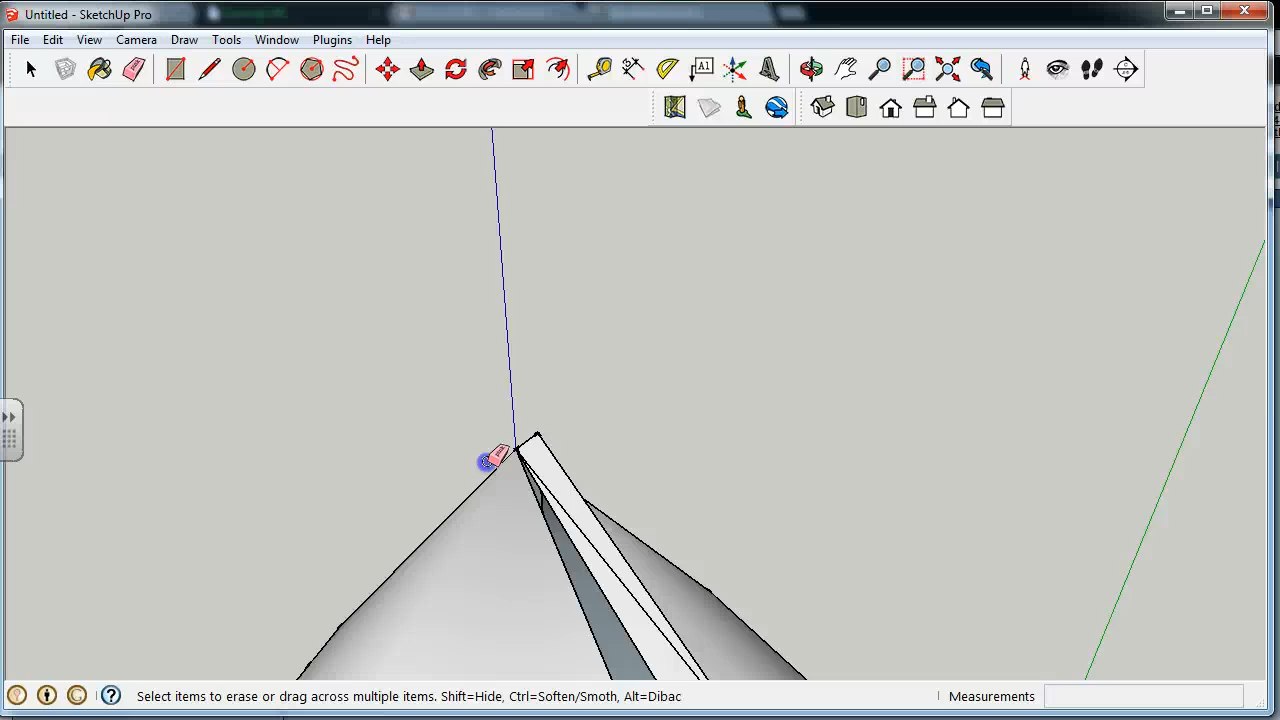 Untitled - SketchUp Pro
File Edit View Camera Draw Tools Window Plugins Help
A1
Select items to erase or drag across multiple items. Shift=Hide, Ctrl=Soften/Smoth, Alt=Dibac
Measurements